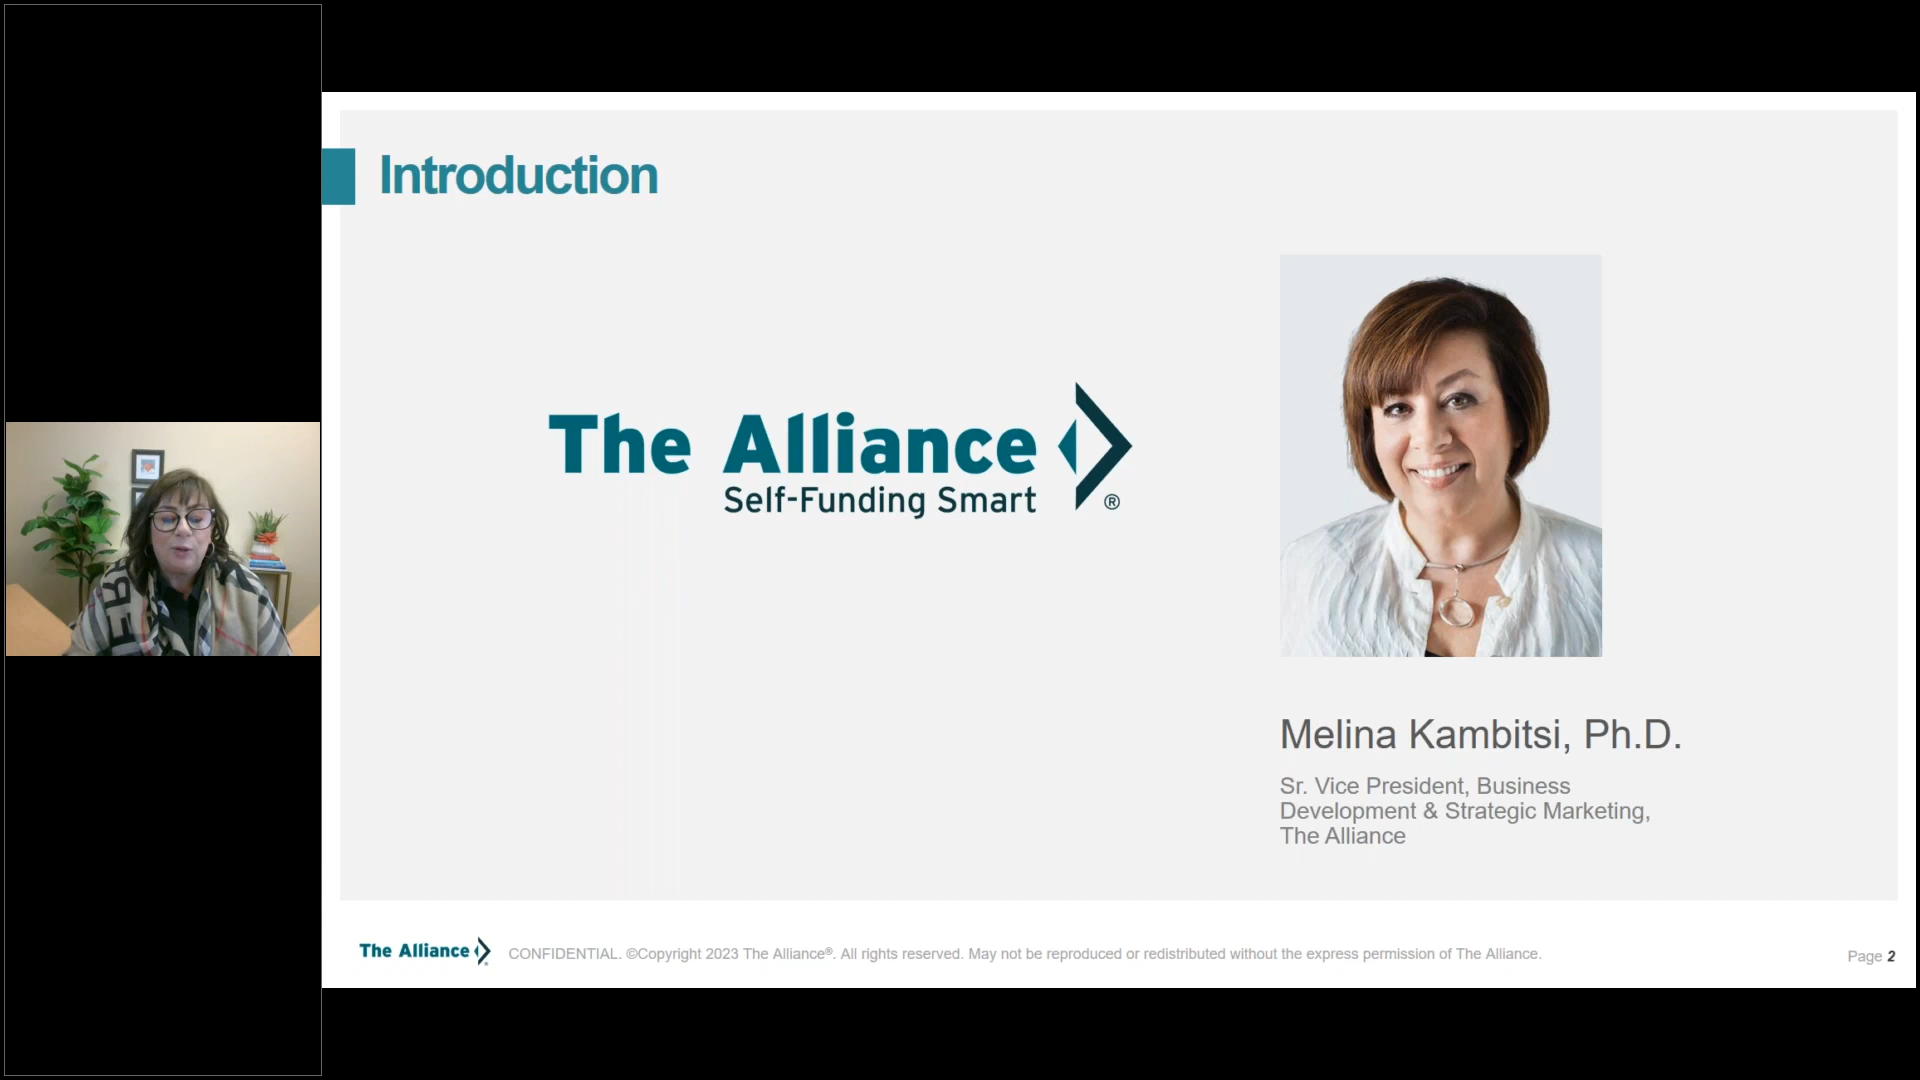 Introduction
The Alliance
Self-Funding Smart
®
Melina Kambitsi, Ph.D.
Sr. Vice President, Business
Development & Strategic Marketing,
The Alliance
The Alliance
CONFIDENTIAL. ©Copyright 2023 The Alliance®. All rights reserved. May not be reproduced or redistributed without the express permission of The Alliance.
Page 2